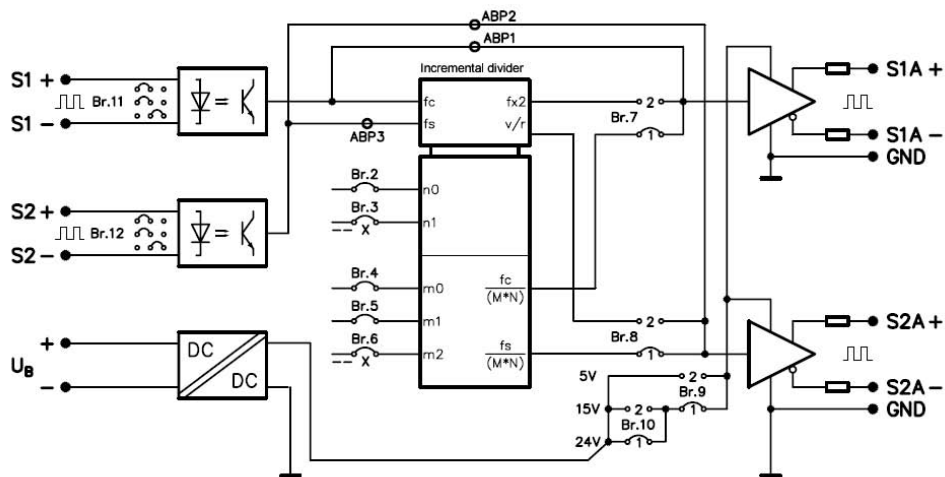 ABP2
ABP1
Incremental divider
S1 +
Br.11
S1 -
=
fc
fs
ABP3
fx2
v/r
2
Br.7
1
S1A +
S1A -
GND
S2 +
Br.12
S2 -
=
Br.2
n0
Br.3
-- X
n1
Br.4
m0
Br.5
m1
Br.6
-- X
m2
fc
(M*N)
fs
(M*N)
2
Br.8
1
5V
2
Br.9
15V
2
1
Br.10
24V
1
S2A +
S2A -
GND
+
UB
-
DC
DC